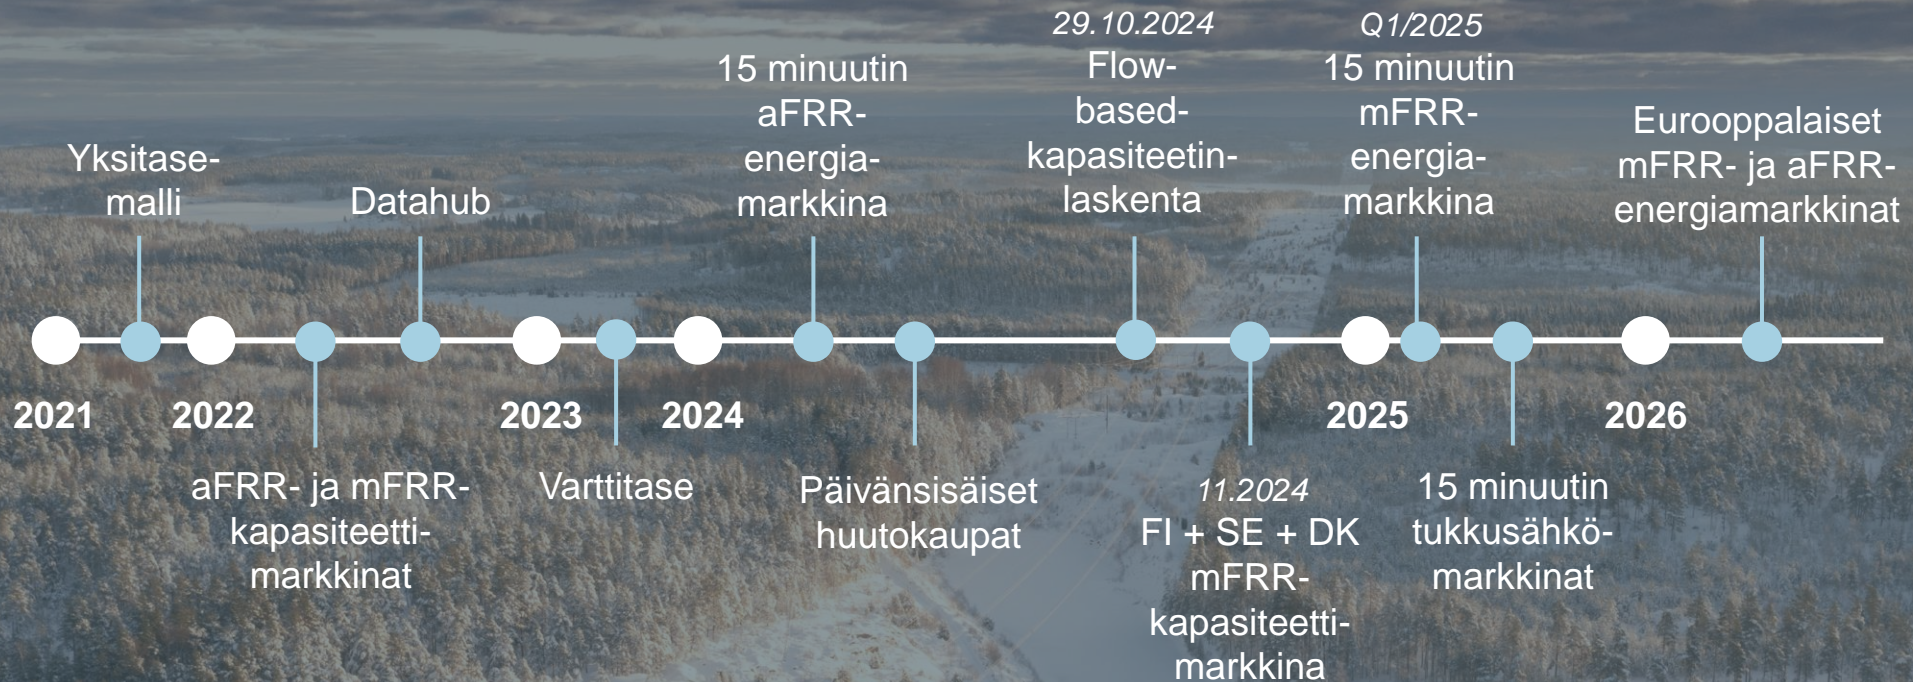 Yksitase-
malli
Datahub
15 minuutin
aFRR-
energia-
markkina
29.10.2024
Flow-
based-
kapasiteetin-
laskenta
Q1/2025
15 minuutin
mFRR-
energia-
markkina
Eurooppalaiset
mFRR- ja aFRR-
energiamarkkinat
2021
2022
2023
2024
2025
2026
aFRR- ja mFRR-
kapasiteetti-
markkinat
Varttitase
Päivänsisäiset
huutokaupat
11.2024
FI + SE + DK
mFRR-
kapasiteetti-
markkina
15 minuutin
tukkusähkö-
markkinat